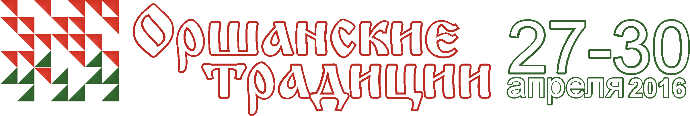 Оршанские
традиции
27-30
апреля 2016